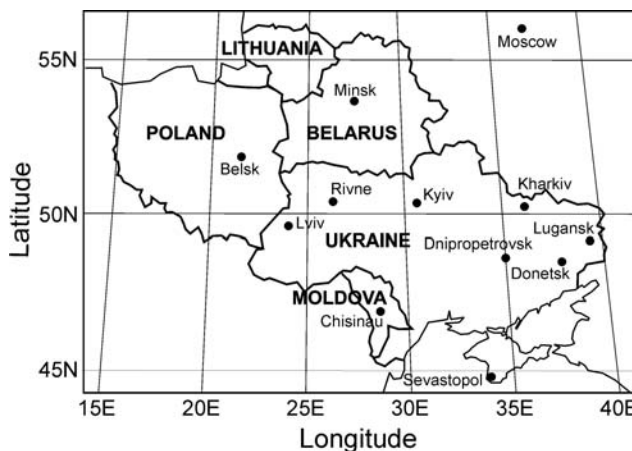 Moscow
LITHUANIA
55N
Minsk
POLAND
BELARUS
Belsk
Rivne
Kyiv
Kharkiv
50N
Lviv
Lugansk
UKRAINE
Dnipropetrovsk
Donetsk
MOLDOVA
Chisinau
45N
Sevastopol
15E 20E 25E 30E 35E 40E
Longitude
Latitude